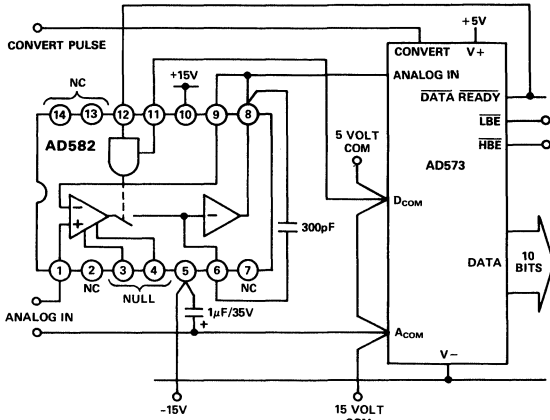 +5V
CONVERT PULSE
CONVERT V+
NC
+15V
ANALOG IN
14 13 12 11 10 9 8
DATA READY
AD582
LBE
5 VOLT
COM
HBE
AD573
DCOM
300pF
DATA
10
BITS
1 2 3 4 5 6 7
NC NULL NC
1μF/35V
+
ANALOG IN
ACOM
V−
-15V
15 VOLT